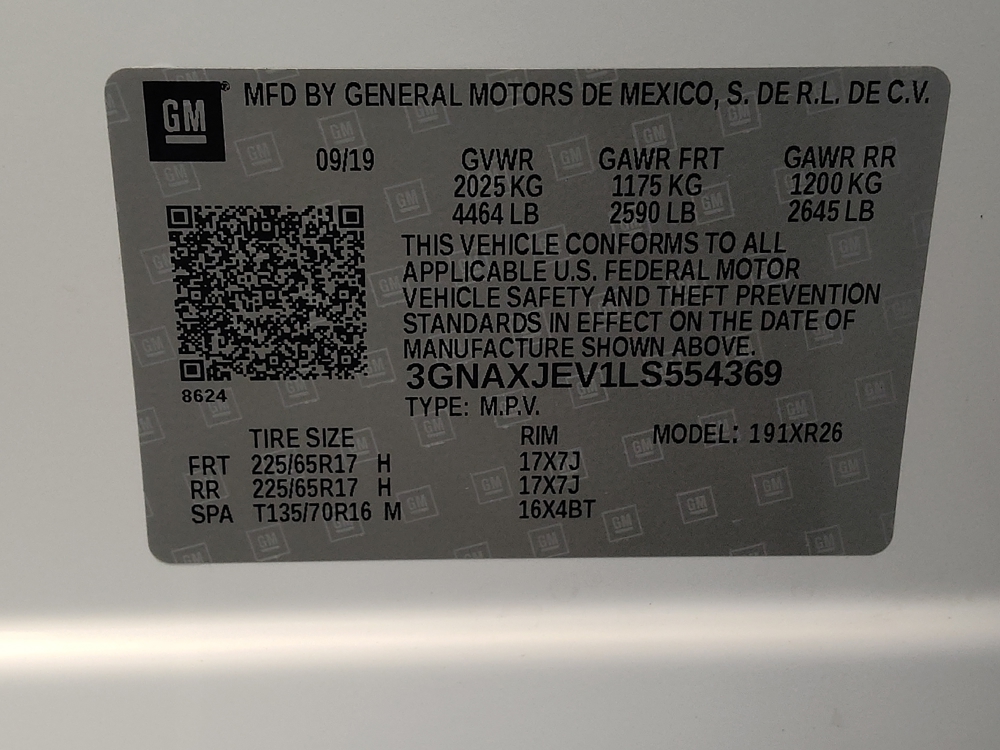 GM MFD BY GENERAL MOTORS DE MEXICO, S. DE R.L. DE C.V.
09/19 GVWR GAWR FRT GAWR RR
2025 KG 1175 KG 1200 KG
4464 LB 2590 LB 2645 LB
THIS VEHICLE CONFORMS TO ALL
APPLICABLE U.S. FEDERAL MOTOR
VEHICLE SAFETY AND THEFT PREVENTION
STANDARDS IN EFFECT ON THE DATE OF
MANUFACTURE SHOWN ABOVE.
3GNAXJEV1LS554369
8624
TYPE: M.P.V.
TIRE SIZE RIM MODEL: 191XR26
FRT 225/65R17 H 17X7J
RR 225/65R17 H 17X7J
SPA T135/70R16 M 16X4BT